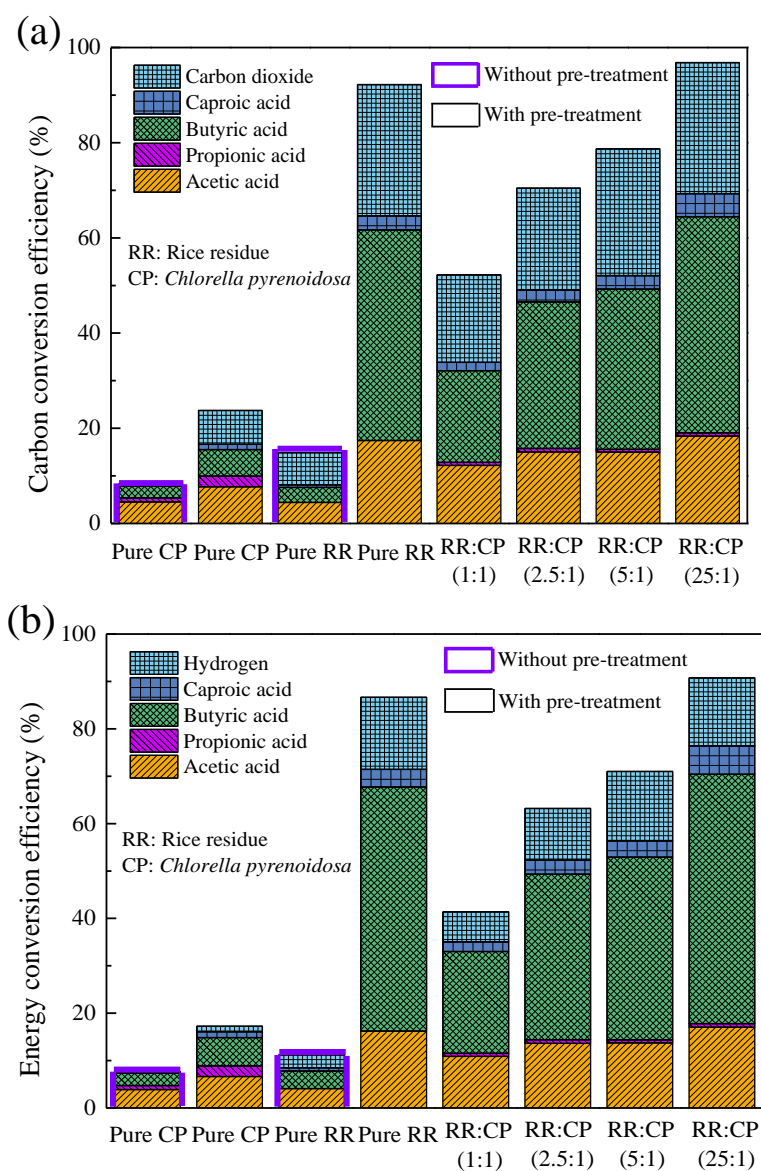 (a)
Carbon conversion efficiency (%)
100
80
60
40
20
0
Carbon dioxide
Caproic acid
Butyric acid
Propionic acid
Acetic acid
Without pre-treatment
With pre-treatment
RR: Rice residue
CP: Chlorella pyrenoidosa
Pure CP
Pure CP
Pure RR
Pure RR
RR:CP
(1:1)
RR:CP
(2.5:1)
RR:CP
(5:1)
RR:CP
(25:1)
(b)
Energy conversion efficiency (%)
100
80
60
40
20
0
Hydrogen
Caproic acid
Butyric acid
Propionic acid
Acetic acid
Without pre-treatment
With pre-treatment
RR: Rice residue
CP: Chlorella pyrenoidosa
Pure CP
Pure CP
Pure RR
Pure RR
RR:CP
(1:1)
RR:CP
(2.5:1)
RR:CP
(5:1)
RR:CP
(25:1)